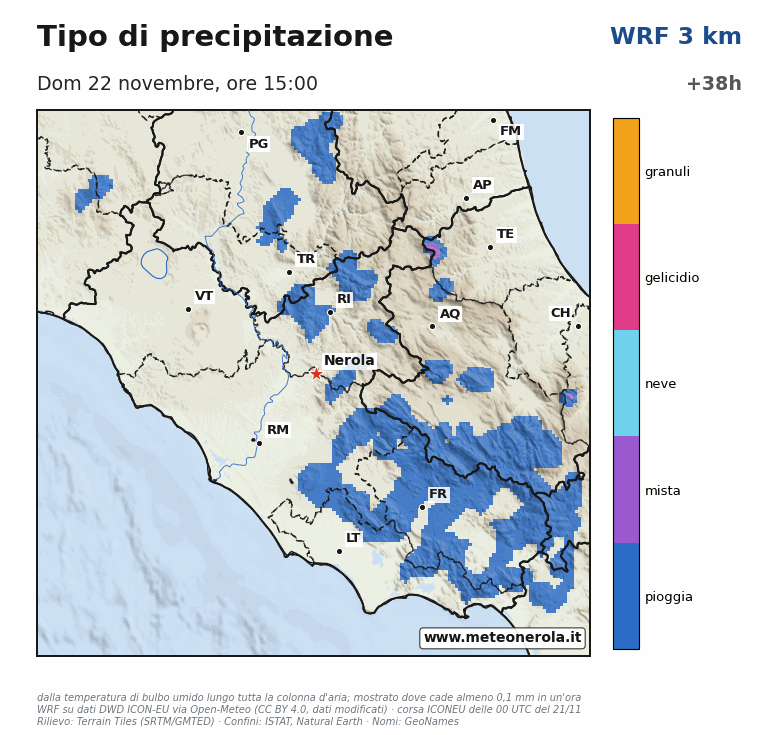 Tipo di precipitazione
WRF 3 km
Dom 22 novembre, ore 15:00
+38h
FM
PG
AP
TE
TR
RI
VT
AQ
CH
Nerola
RM
FR
LT
www.meteonerola.it
granuli
gelicidio
neve
mista
pioggia
dalla temperatura di bulbo umido lungo tutta la colonna d'aria; mostrato dove cade almeno 0,1 mm in un'ora
WRF su dati DWD ICON-EU via Open-Meteo (CC BY 4.0, dati modificati) · corsa ICONEU delle 00 UTC del 21/11
Rilievo: Terrain Tiles (SRTM/GMTED) · Confini: ISTAT, Natural Earth · Nomi: GeoNames